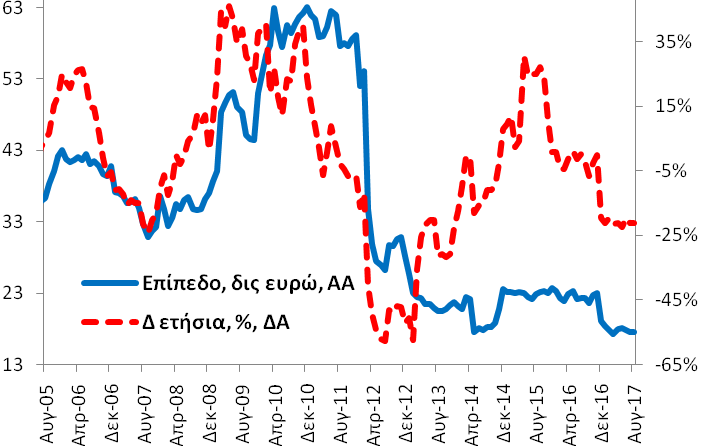 63
53
43
33
23
13
35%
15%
-5%
-25%
-45%
-65%
Επίπεδο, δις ευρώ, ΑΑ
Δ ετήσια, %, ΔΑ
Αυγ-05
Απρ-06
Δεκ-06
Αυγ-07
Απρ-08
Δεκ-08
Αυγ-09
Απρ-10
Δεκ-10
Αυγ-11
Απρ-12
Δεκ-12
Αυγ-13
Απρ-14
Δεκ-14
Αυγ-15
Απρ-16
Δεκ-16
Αυγ-17